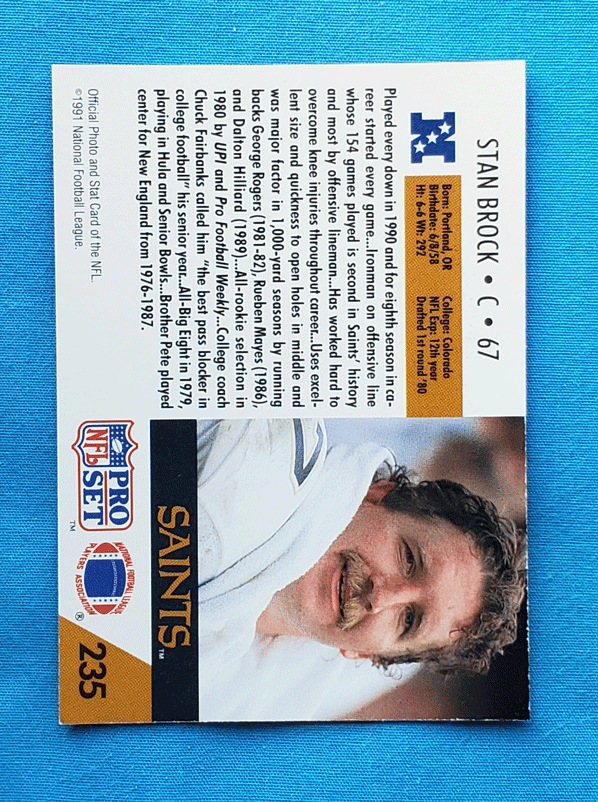 STAN BROCK • C • 67
N
Born: Portland, OR
Birthdate: 6/8/58
Ht: 6-6 Wt: 292
College: Colorado
NFL Exp: 12th year
Drafted 1st round '80
Played every down in 1990 and for eighth season in ca-
reer started every game...Ironman on offensive line
whose 154 games played is second in Saints' history
and most by offensive lineman...Has worked hard to
overcome knee injuries throughout career...Uses excel-
lent size and quickness to open holes in middle and
was major factor in 1,000-yard seasons by running
backs George Rogers (1981-82), Rueben Mayes (1986),
and Dalton Hilliard (1989)...All-rookie selection in
1980 by UPI and Pro Football Weekly...College coach
Chuck Fairbanks called him "the best pass blocker in
college football" his senior year...All-Big Eight in 1979,
playing in Hula and Senior Bowls...Brother Pete played
center for New England from 1976-1987.
Official Photo and Stat Card of the NFL.
©1991 National Football League.
SAINTS™
PRO
NFL SET™
NATIONAL FOOTBALL LEAGUE
PLAYERS ASSOCIATION
®
235